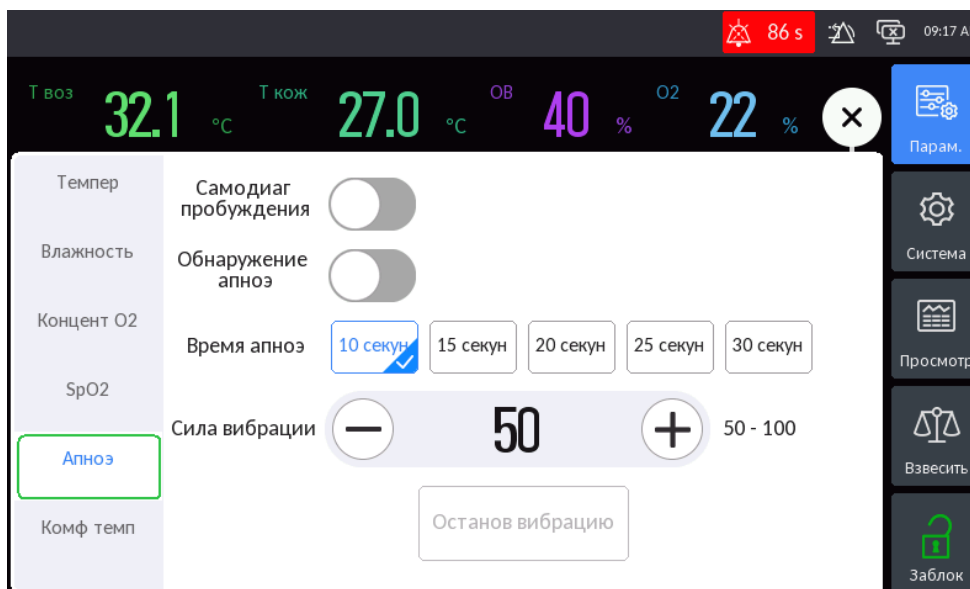 86 s
09:17 A
Т воз 32.1 °C
Т кож 27.0 °C
ОВ 40 %
O2 22 %
Парам.
Система
Просмотр
Взвесить
Заблок
Темпер
Влажность
Концент O2
SpO2
Апноэ
Комф темп
Самодиаг
пробуждения
Обнаружение
апноэ
Время апноэ
10 секун
15 секун
20 секун
25 секун
30 секун
Сила вибрации
50
50 - 100
Останов вибрацию